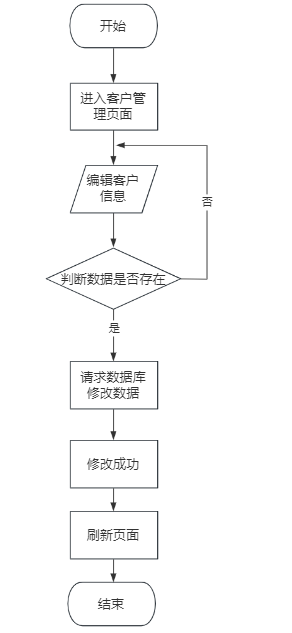 开始
进入客户管
理页面
编辑客户
信息
否
判断数据是否存在
是
请求数据库
修改数据
修改成功
刷新页面
结束